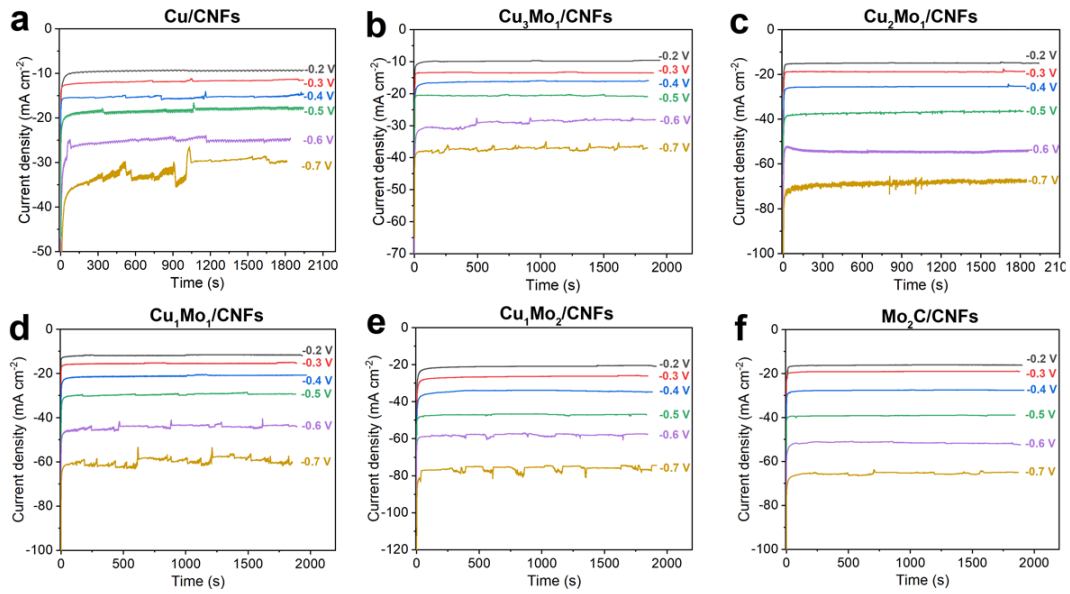 a
Cu/CNFs
Current density (mA cm⁻²)
0
-10
-20
-30
-40
-50
-0.2 V
-0.3 V
-0.4 V
-0.5 V
-0.6 V
-0.7 V
0 300 600 900 1200 1500 1800 2100
Time (s)
b
Cu₃Mo₁/CNFs
Current density (mA cm⁻²)
0
-10
-20
-30
-40
-50
-60
-70
-0.2 V
-0.3 V
-0.4 V
-0.5 V
-0.6 V
-0.7 V
0 500 1000 1500 2000
Time (s)
c
Cu₂Mo₁/CNFs
Current density (mA cm⁻²)
0
-20
-40
-60
-80
-100
-0.2 V
-0.3 V
-0.4 V
-0.5 V
-0.6 V
-0.7 V
0 300 600 900 1200 1500 1800 210
Time (s)
d
Cu₁Mo₁/CNFs
Current density (mA cm⁻²)
0
-20
-40
-60
-80
-100
-0.2 V
-0.3 V
-0.4 V
-0.5 V
-0.6 V
-0.7 V
0 500 1000 1500 2000
Time (s)
e
Cu₁Mo₂/CNFs
Current density (mA cm⁻²)
0
-20
-40
-60
-80
-100
-120
-0.2 V
-0.3 V
-0.4 V
-0.5 V
-0.6 V
-0.7 V
0 500 1000 1500 2000
Time (s)
f
Mo₂C/CNFs
Current density (mA cm⁻²)
0
-20
-40
-60
-80
-100
-0.2 V
-0.3 V
-0.4 V
-0.5 V
-0.6 V
-0.7 V
0 500 1000 1500 2000
Time (s)